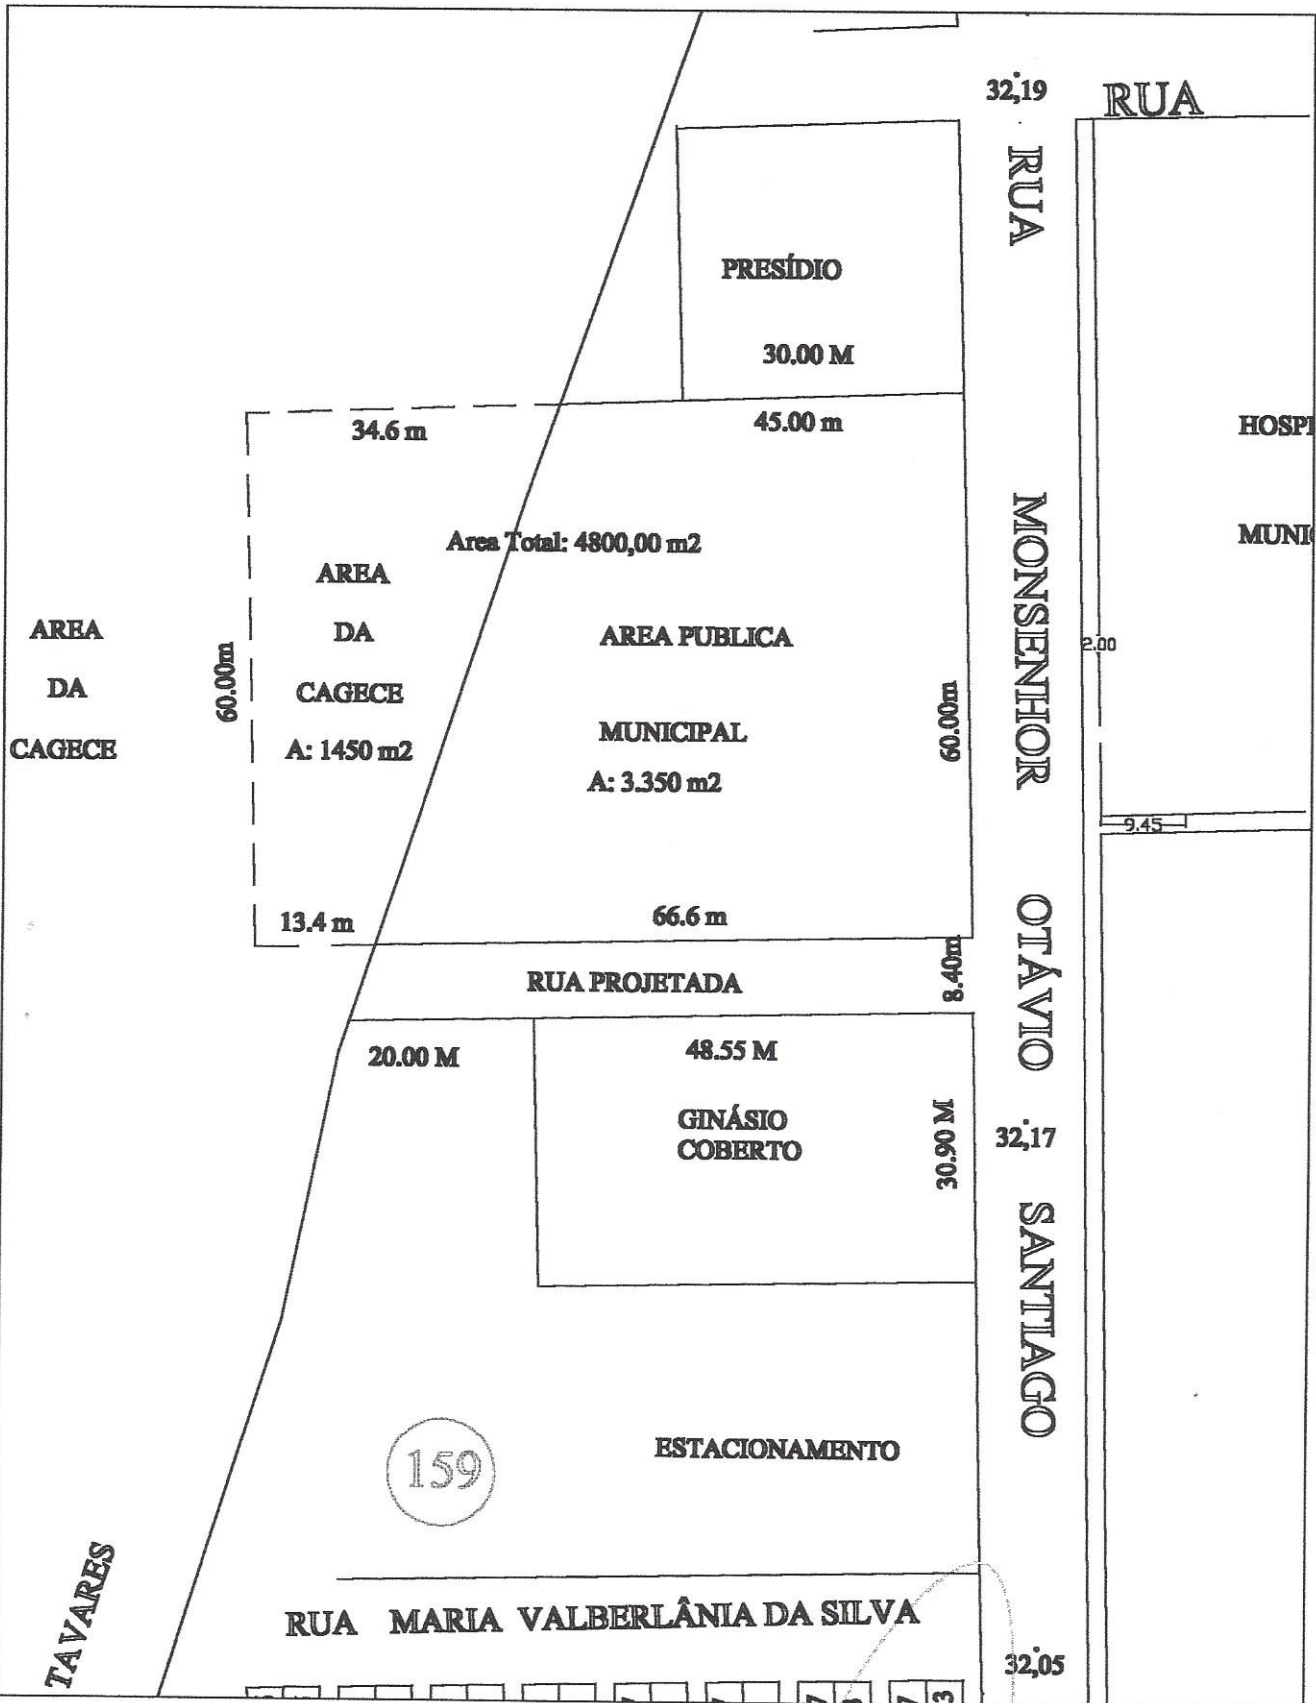 32,19
RUA
RUA
PRESÍDIO
30.00 M
34.6 m
45.00 m
HOSPI
MUNI
Area Total: 4800,00 m2
AREA
DA
CAGECE
A: 1450 m2
AREA
DA
CAGECE
60.00m
AREA PUBLICA
MUNICIPAL
A: 3.350 m2
60.00m
MONSENHOR
2.00
9.45
13.4 m
66.6 m
RUA PROJETADA
8.40m
OTÁVIO
20.00 M
48.55 M
GINÁSIO
COBERTO
30.90 M
32,17
SANTIAGO
159
ESTACIONAMENTO
TAVARES
RUA MARIA VALBERLÂNIA DA SILVA
32,05